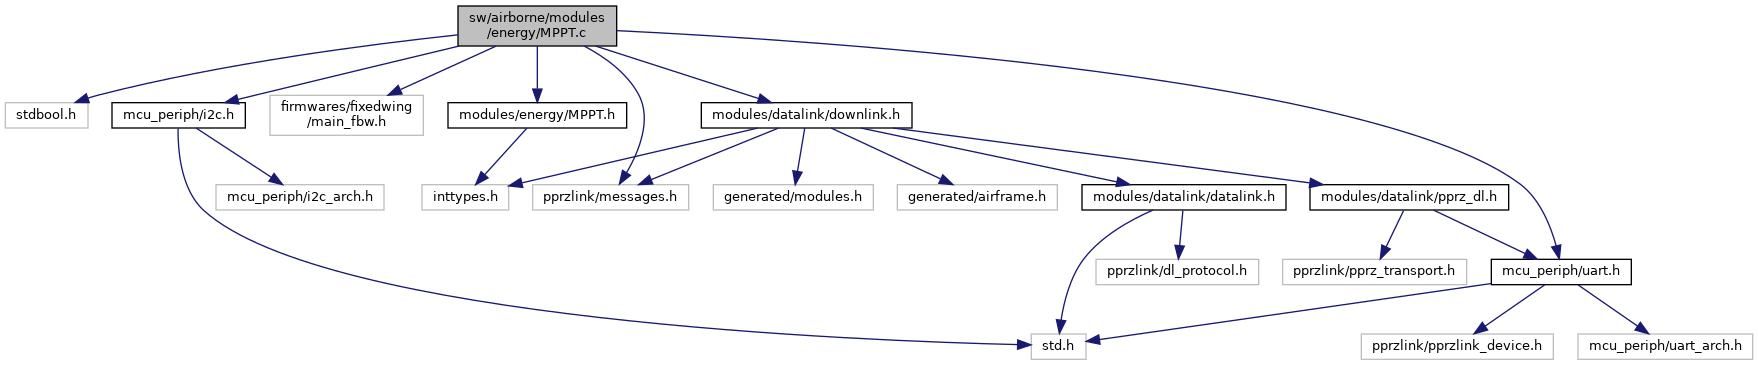 sw/airborne/modules
/energy/MPPT.c
stdbool.h
mcu_periph/i2c.h
firmwares/fixedwing
/main_fbw.h
modules/energy/MPPT.h
modules/datalink/downlink.h
mcu_periph/i2c_arch.h
inttypes.h
pprzlink/messages.h
generated/modules.h
generated/airframe.h
modules/datalink/datalink.h
modules/datalink/pprz_dl.h
pprzlink/dl_protocol.h
pprzlink/pprz_transport.h
mcu_periph/uart.h
std.h
pprzlink/pprzlink_device.h
mcu_periph/uart_arch.h